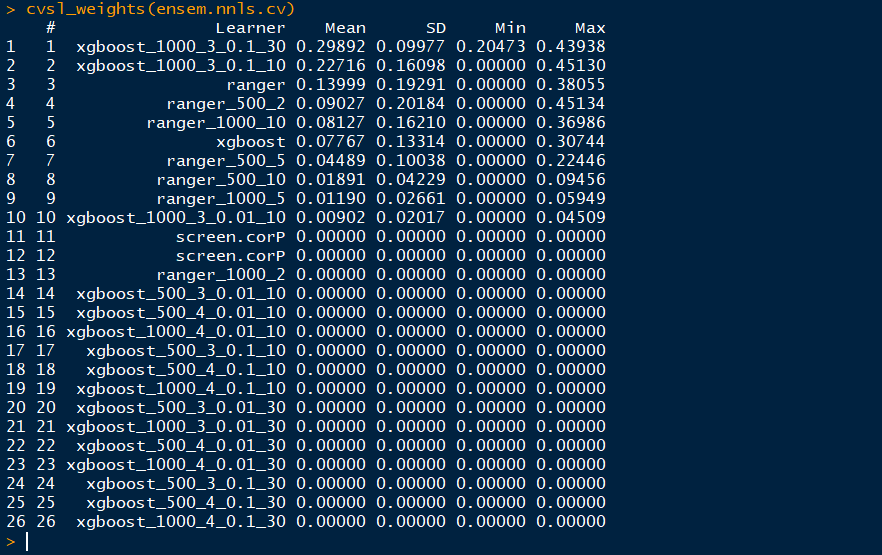 > cvsl_weights(ensem.nnls.cv)
# Learner Mean SD Min Max
1 1 xgboost_1000_3_0.1_30 0.29892 0.09977 0.20473 0.43938
2 2 xgboost_1000_3_0.1_10 0.22716 0.16098 0.00000 0.45130
3 3 ranger 0.13999 0.19291 0.00000 0.38055
4 4 ranger_500_2 0.09027 0.20184 0.00000 0.45134
5 5 ranger_1000_10 0.08127 0.16210 0.00000 0.36986
6 6 xgboost 0.07767 0.13314 0.00000 0.30744
7 7 ranger_500_5 0.04489 0.10038 0.00000 0.22446
8 8 ranger_500_10 0.01891 0.04229 0.00000 0.09456
9 9 ranger_1000_5 0.01190 0.02661 0.00000 0.05949
10 10 xgboost_1000_3_0.01_10 0.00902 0.02017 0.00000 0.04509
11 11 screen.corP 0.00000 0.00000 0.00000 0.00000
12 12 screen.corP 0.00000 0.00000 0.00000 0.00000
13 13 ranger_1000_2 0.00000 0.00000 0.00000 0.00000
14 14 xgboost_500_3_0.01_10 0.00000 0.00000 0.00000 0.00000
15 15 xgboost_500_4_0.01_10 0.00000 0.00000 0.00000 0.00000
16 16 xgboost_1000_4_0.01_10 0.00000 0.00000 0.00000 0.00000
17 17 xgboost_500_3_0.1_10 0.00000 0.00000 0.00000 0.00000
18 18 xgboost_500_4_0.1_10 0.00000 0.00000 0.00000 0.00000
19 19 xgboost_1000_4_0.1_10 0.00000 0.00000 0.00000 0.00000
20 20 xgboost_500_3_0.01_30 0.00000 0.00000 0.00000 0.00000
21 21 xgboost_1000_3_0.01_30 0.00000 0.00000 0.00000 0.00000
22 22 xgboost_500_4_0.01_30 0.00000 0.00000 0.00000 0.00000
23 23 xgboost_1000_4_0.01_30 0.00000 0.00000 0.00000 0.00000
24 24 xgboost_500_3_0.1_30 0.00000 0.00000 0.00000 0.00000
25 25 xgboost_500_4_0.1_30 0.00000 0.00000 0.00000 0.00000
26 26 xgboost_1000_4_0.1_30 0.00000 0.00000 0.00000 0.00000
>